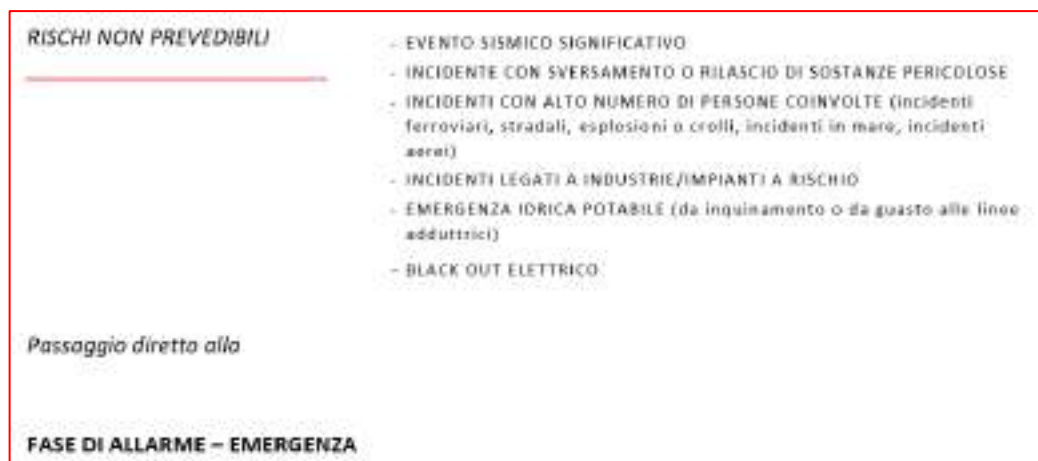 RISCHI NON PREVEDIBILI
- EVENTO SISMICO SIGNIFICATIVO
- INCIDENTE CON SVERSAMENTO O RILASCIO DI SOSTANZE PERICOLOSE
- INCIDENTI CON ALTO NUMERO DI PERSONE COINVOLTE (incidenti
ferroviari, stradali, esplosioni o crolli, incidenti in mare, incidenti
aerei)
- INCIDENTI LEGATI A INDUSTRIE/IMPIANTI A RISCHIO
- EMERGENZA IDRICA POTABILE (da inquinamento o da guasto alle linee
adduttrici)
- BLACK OUT ELETTRICO
Passaggio diretto alla
FASE DI ALLARME – EMERGENZA